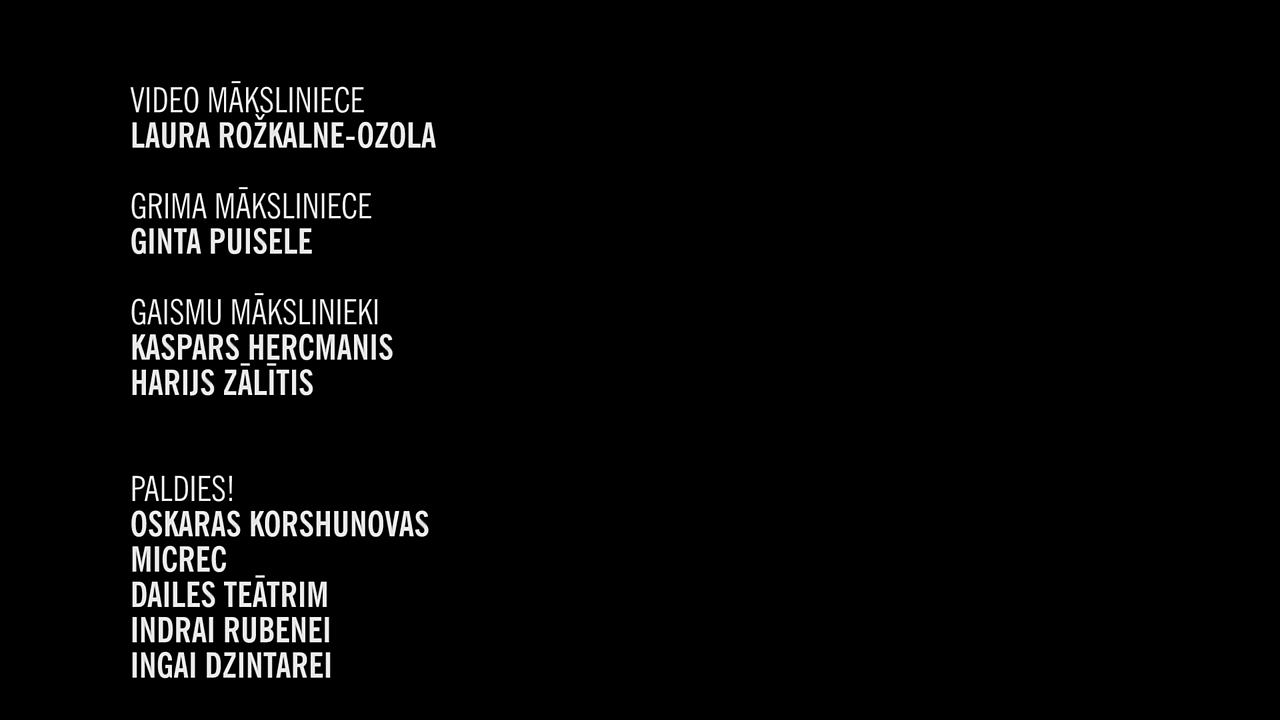 VIDEO MĀKSLINIECE
LAURA ROŽKALNE-OZOLA
GRIMA MĀKSLINIECE
GINTA PUISELE
GAISMU MĀKSLINIEKI
KASPARS HERCMANIS
HARIJS ZĀLĪTIS
PALDIES!
OSKARAS KORSHUNOVAS
MICREC
DAILES TEĀTRIM
INDRAI RUBENEI
INGAI DZINTAREI